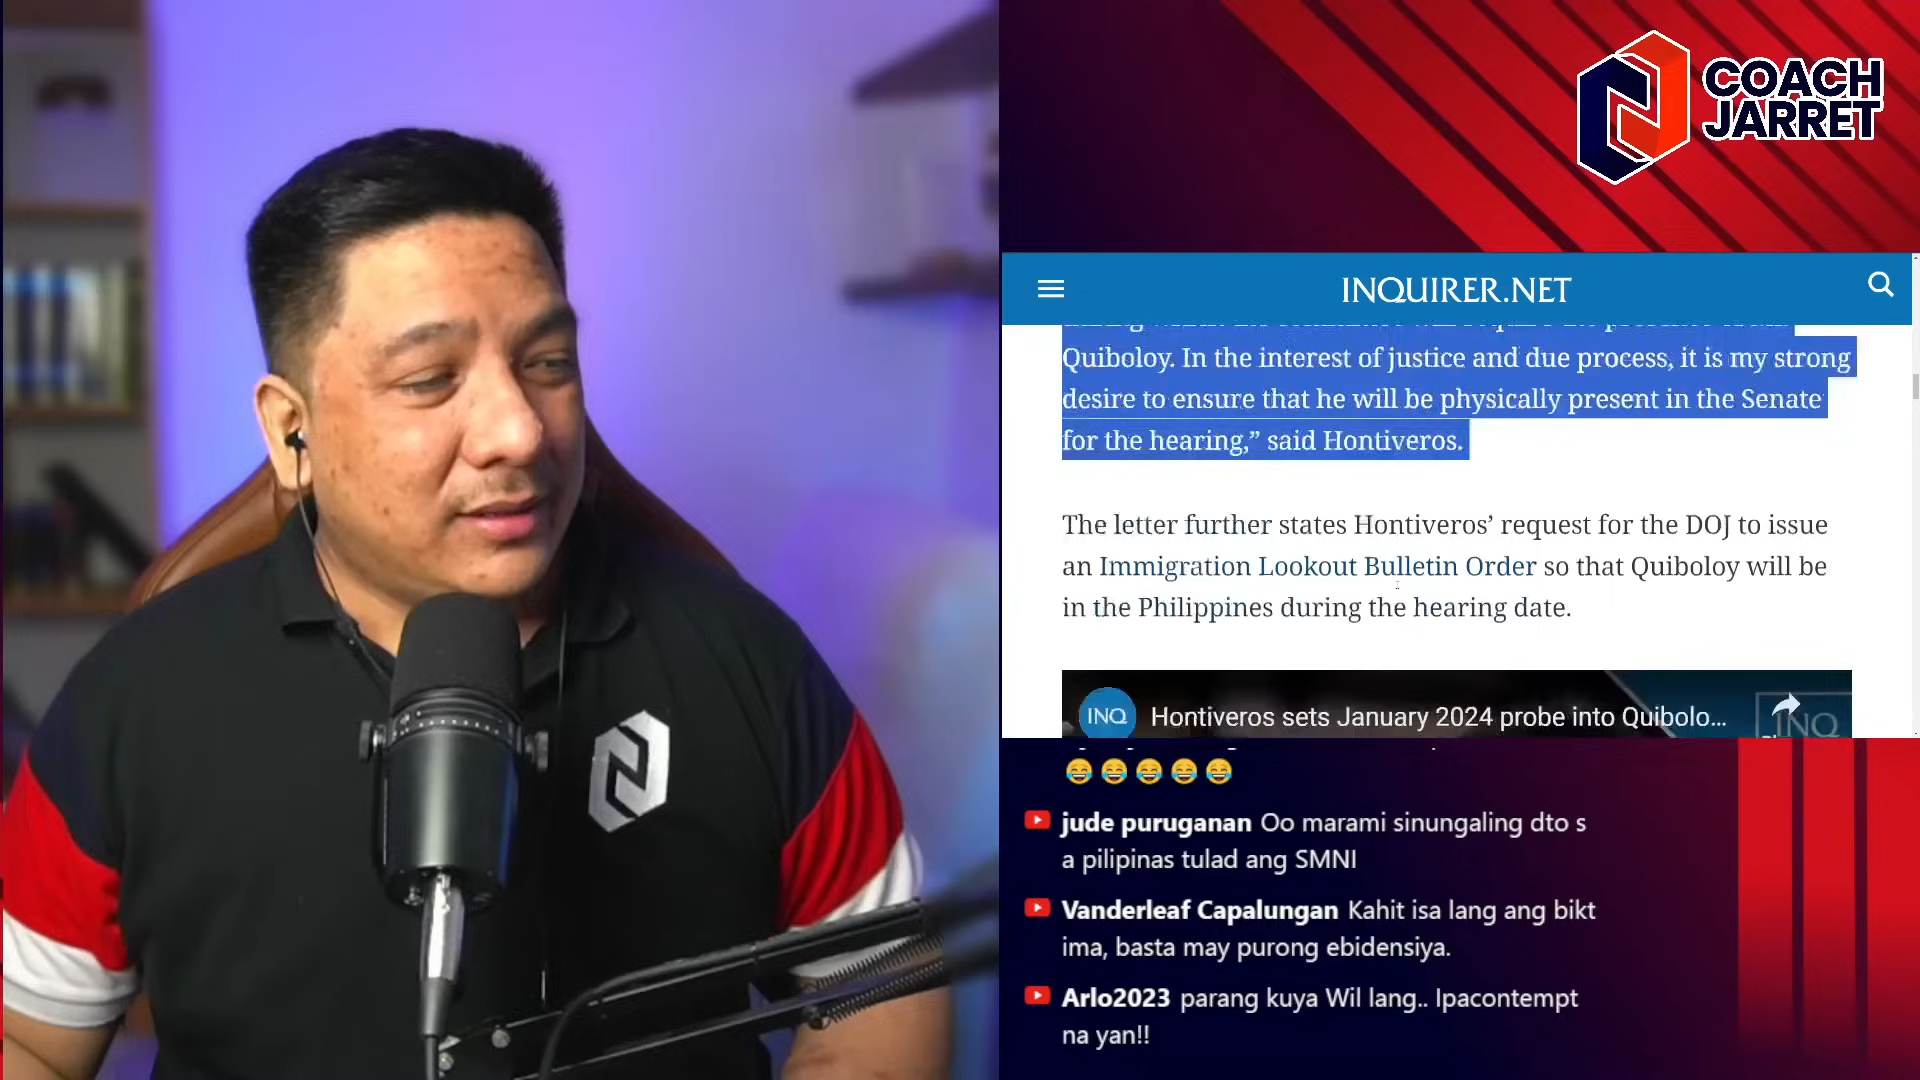 COACH
JARRET
INQUIRER.NET
Quiboloy. In the interest of justice and due process, it is my strong
desire to ensure that he will be physically present in the Senate
for the hearing,” said Hontiveros.
The letter further states Hontiveros’ request for the DOJ to issue
an Immigration Lookout Bulletin Order so that Quiboloy will be
in the Philippines during the hearing date.
INQ
Hontiveros sets January 2024 probe into Quibolo...
INQ
😂 😂 😂 😂 😂
jude puruganan Oo marami sinungaling dto s
a pilipinas tulad ang SMNI
Vanderleaf Capalungan Kahit isa lang ang bikt
ima, basta may purong ebidensiya.
Arlo2023 parang kuya Wil lang.. Ipacontempt
na yan!!